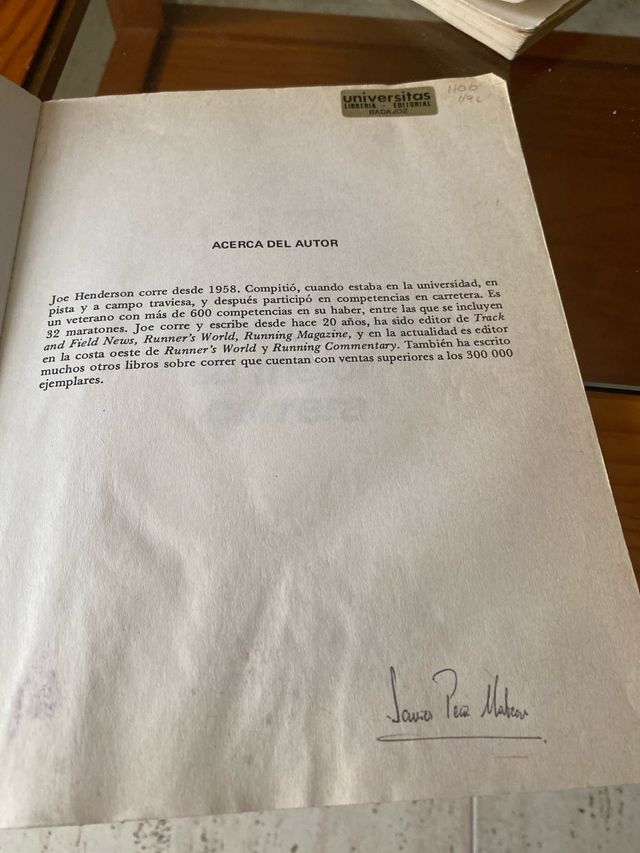 universitas
LIBRERIA - EDITORIAL
BADAJOZ
1100
ACERCA DEL AUTOR
Joe Henderson corre desde 1958. Compitió, cuando estaba en la universidad, en
pista y a campo traviesa, y después participó en competencias en carretera. Es
un veterano con más de 600 competencias en su haber, entre las que se incluyen
32 maratones. Joe corre y escribe desde hace 20 años, ha sido editor de Track
and Field News, Runner's World, Running Magazine, y en la actualidad es editor
en la costa oeste de Runner's World y Running Commentary. También ha escrito
muchos otros libros sobre correr que cuentan con ventas superiores a los 300 000
ejemplares.